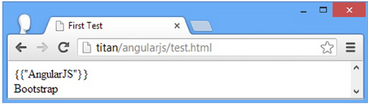 First Test
titan/angularjs/test.html
{{"AngularJS"}}
Bootstrap